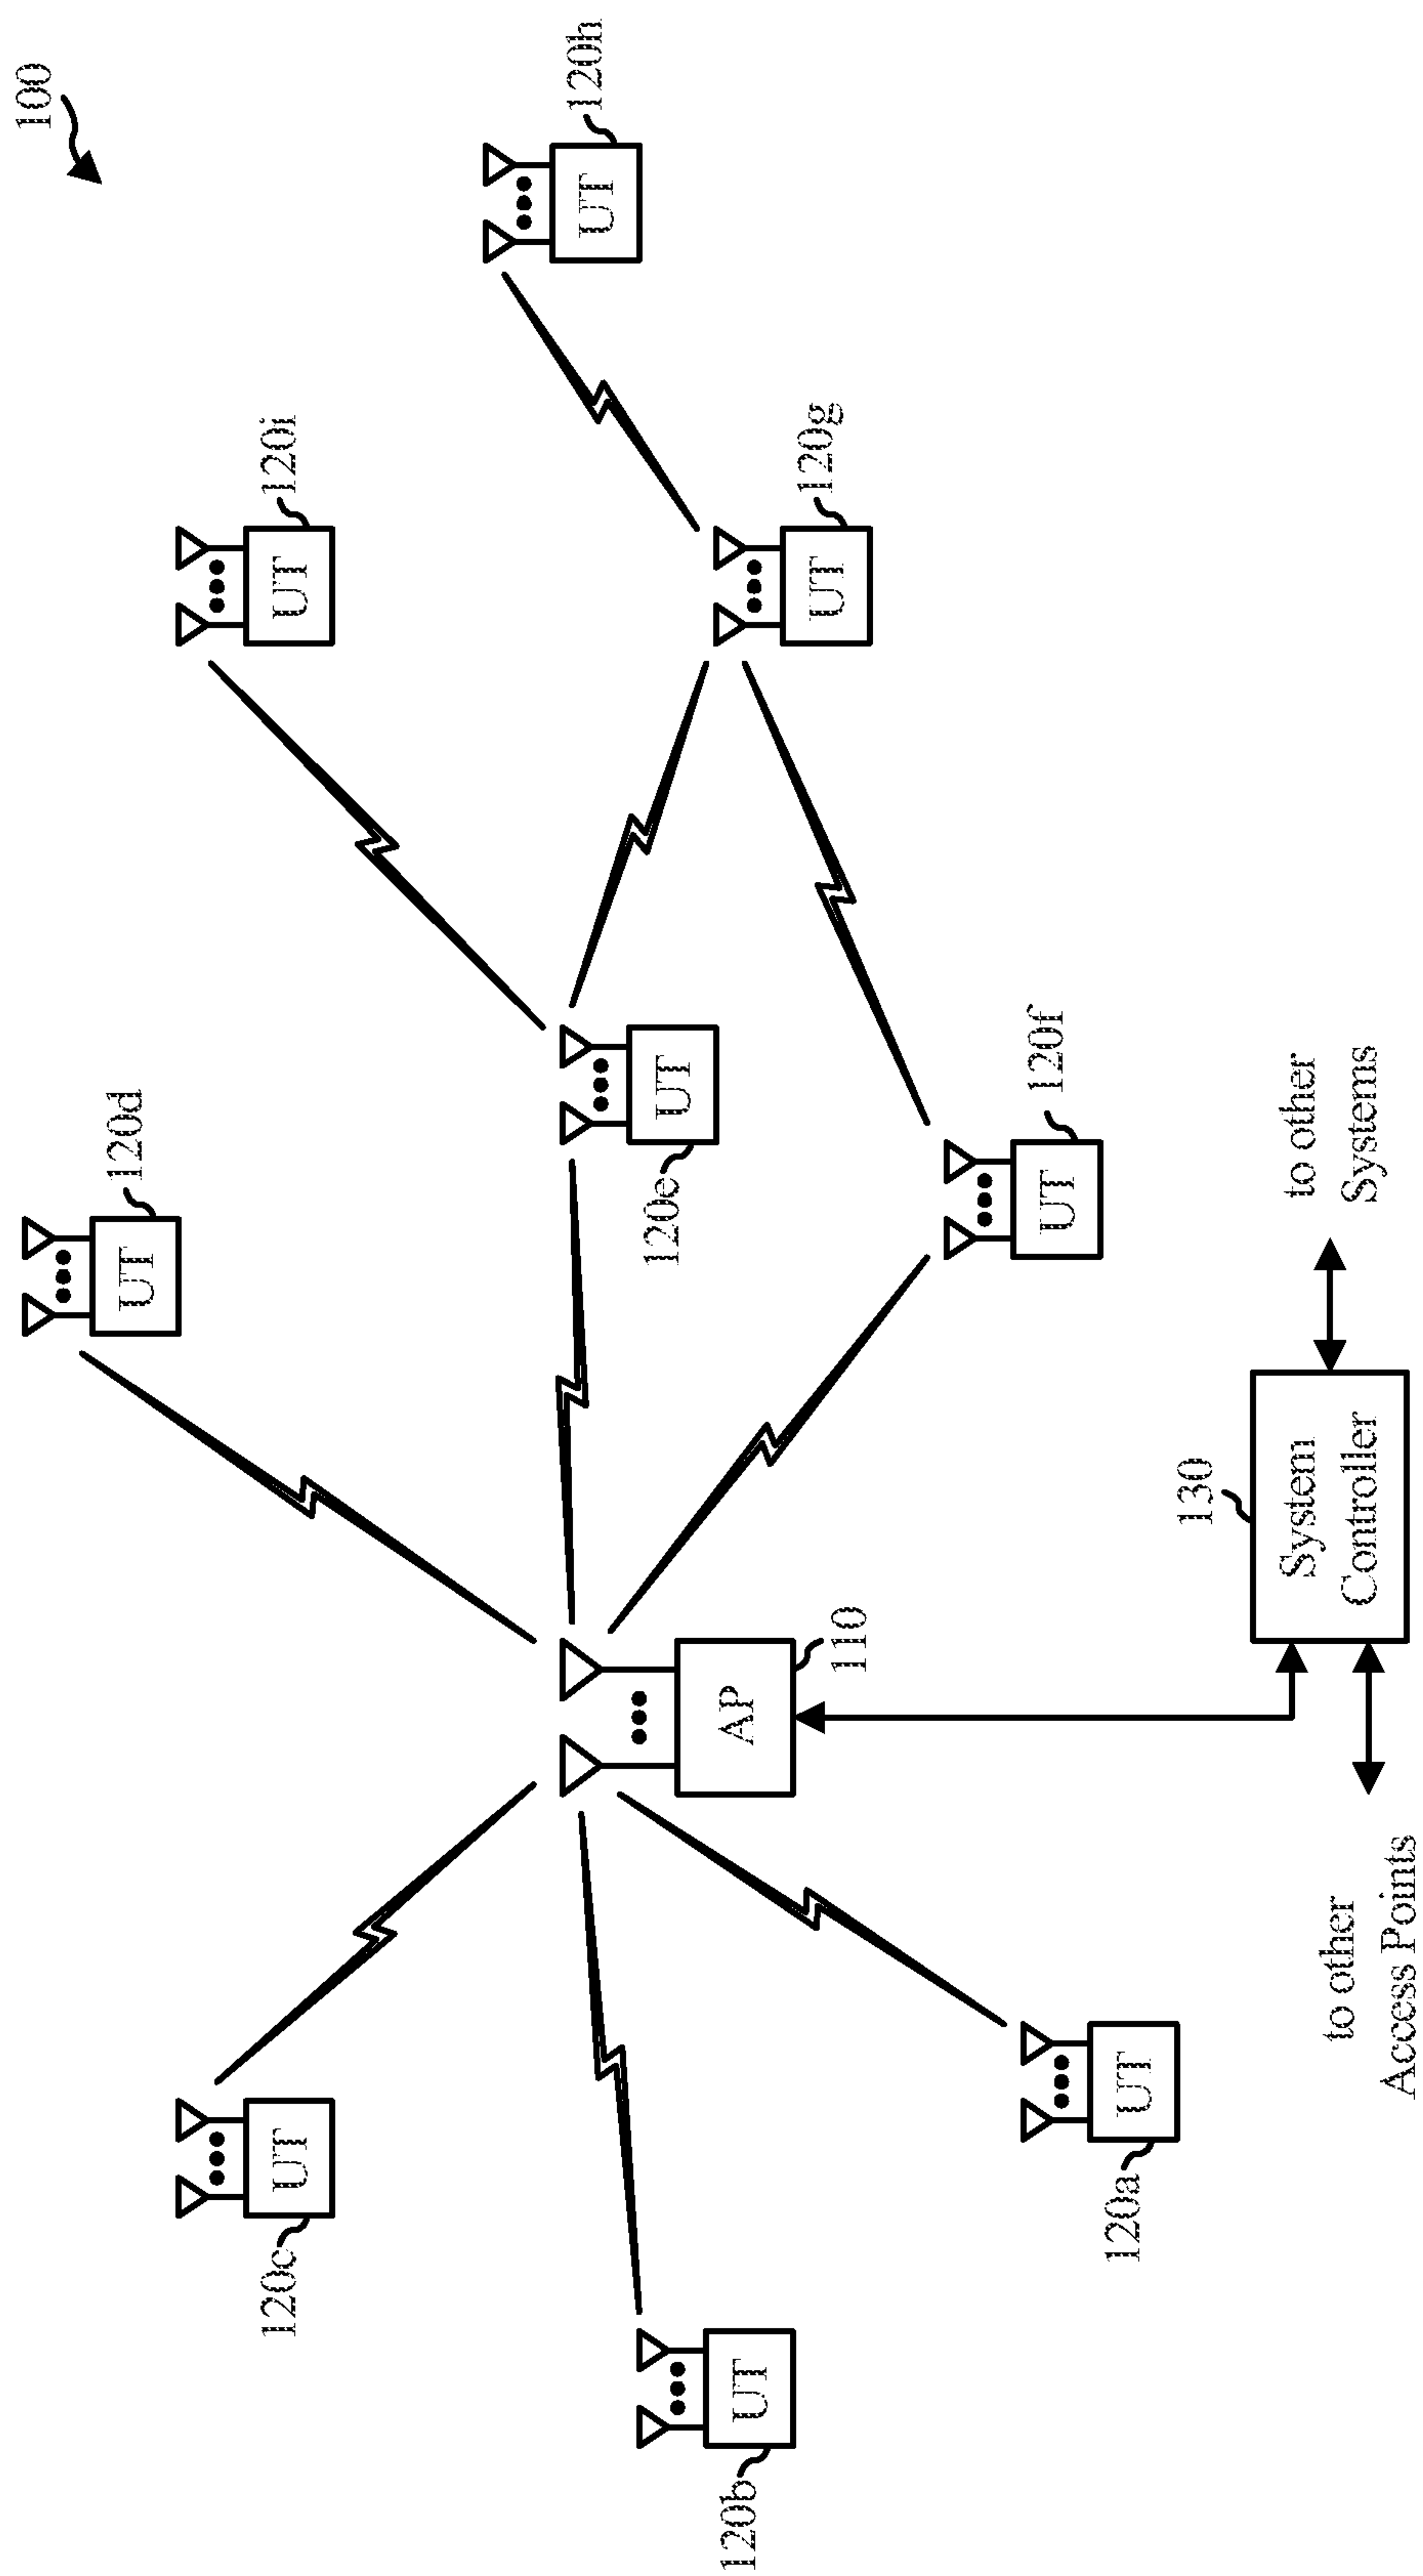 100
120d
UT
120i
UT
120h
UT
120c
UT
120e
UT
120g
UT
120b
UT
AP
110
120f
UT
120a
UT
130
System
Controller
to other
Systems
to other
Access Points